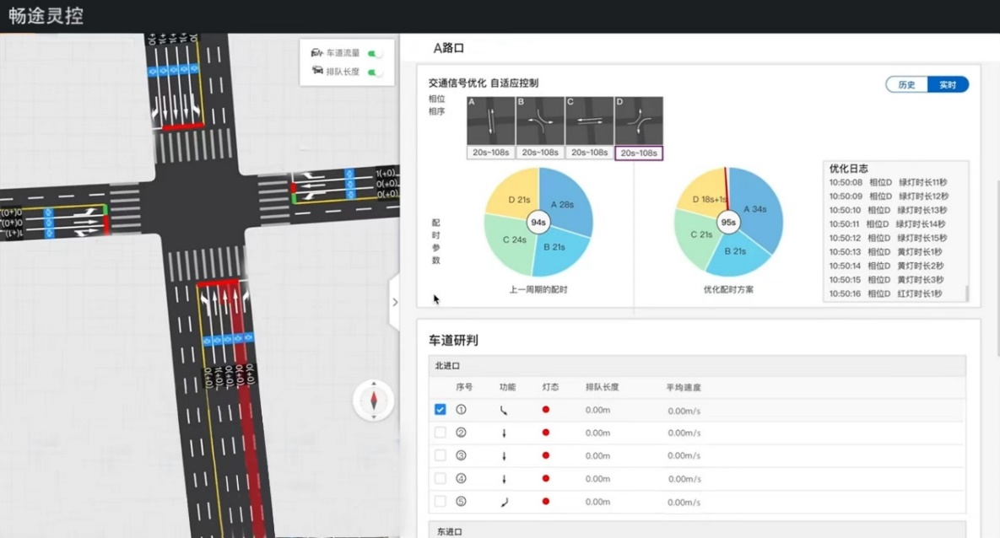 畅途灵控
车道流量
排队长度
1(+0)
0(+0)
0(+0)
0(+0)
0(+0)
1(+1)
0(+0)
1(+0)
0(+0)
0(+0)
0(+0)
A路口
交通信号优化 自适应控制
历史 实时
相位
相序
A B C D
20s~108s 20s~108s 20s~108s 20s~108s
配时参数
D 21s
A 28s
94s
C 24s
B 21s
上一周期的配时
D 18s+1s
A 34s
95s
C 21s
B 21s
优化配时方案
优化日志
10:50:08 相位D 绿灯时长11秒
10:50:09 相位D 绿灯时长12秒
10:50:10 相位D 绿灯时长13秒
10:50:11 相位D 绿灯时长14秒
10:50:12 相位D 绿灯时长15秒
10:50:13 相位D 黄灯时长1秒
10:50:14 相位D 黄灯时长2秒
10:50:15 相位D 黄灯时长3秒
10:50:16 相位D 红灯时长1秒
车道研判
北进口
序号 功能 灯态 排队长度 平均速度
① 0.00m 0.00m/s
② 0.00m 0.00m/s
③ 0.00m 0.00m/s
④ 0.00m 0.00m/s
⑤ 0.00m 0.00m/s
东进口